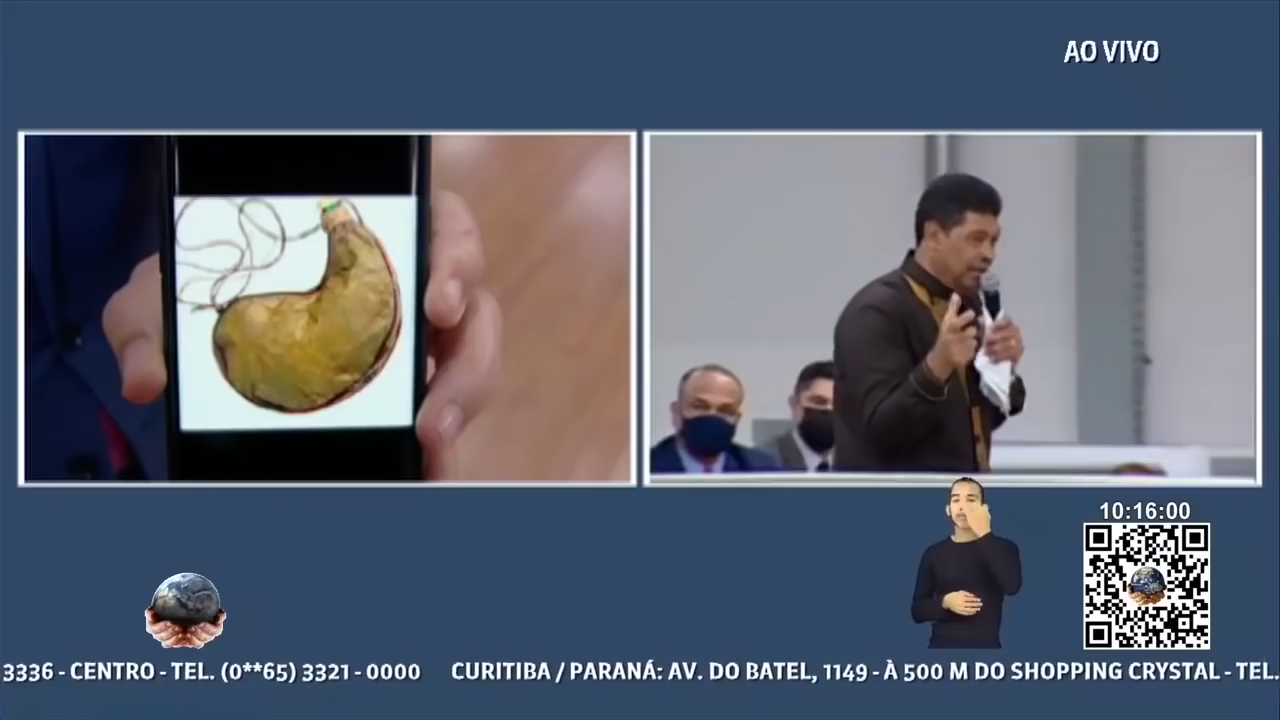 AO VIVO
10:16:00
3336 - CENTRO - TEL. (0**65) 3321 - 0000 CURITIBA / PARANÁ: AV. DO BATEL, 1149 - À 500 M DO SHOPPING CRYSTAL - TEL.